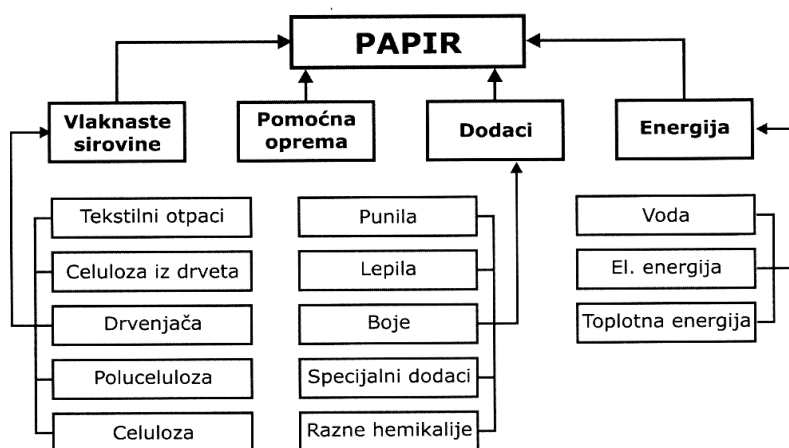 PAPIR
Vlaknaste
sirovine
Pomoćna
oprema
Dodaci
Energija
Tekstilni otpaci
Celuloza iz drveta
Drvenjača
Poluceluloza
Celuloza
Punila
Lepila
Boje
Specijalni dodaci
Razne hemikalije
Voda
El. energija
Toplotna energija